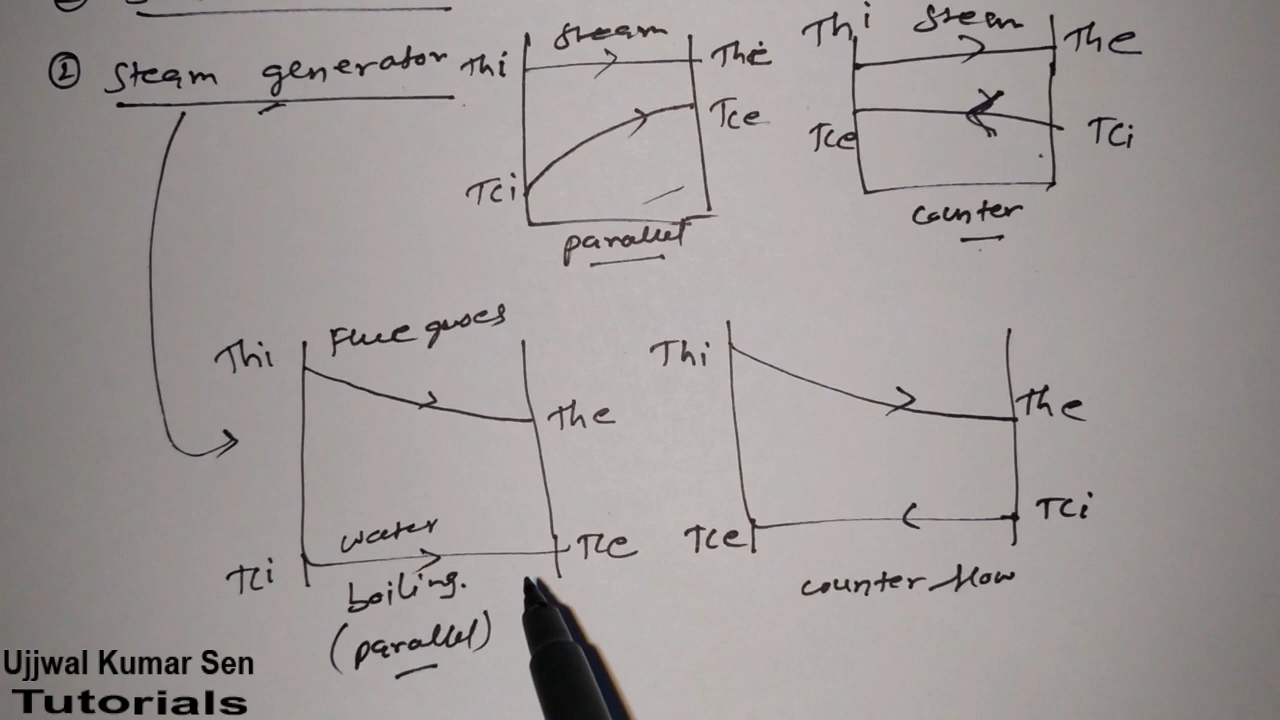 ② Steam generator
Thi Steam The
Tce
Tci
parallel
Thi Steam The
Tce Tci
counter
Thi Flue gases
The
water
Tci Tce
boiling.
(parallel)
Thi
The
Tce Tci
counter flow
Ujjwal Kumar Sen
Tutorials